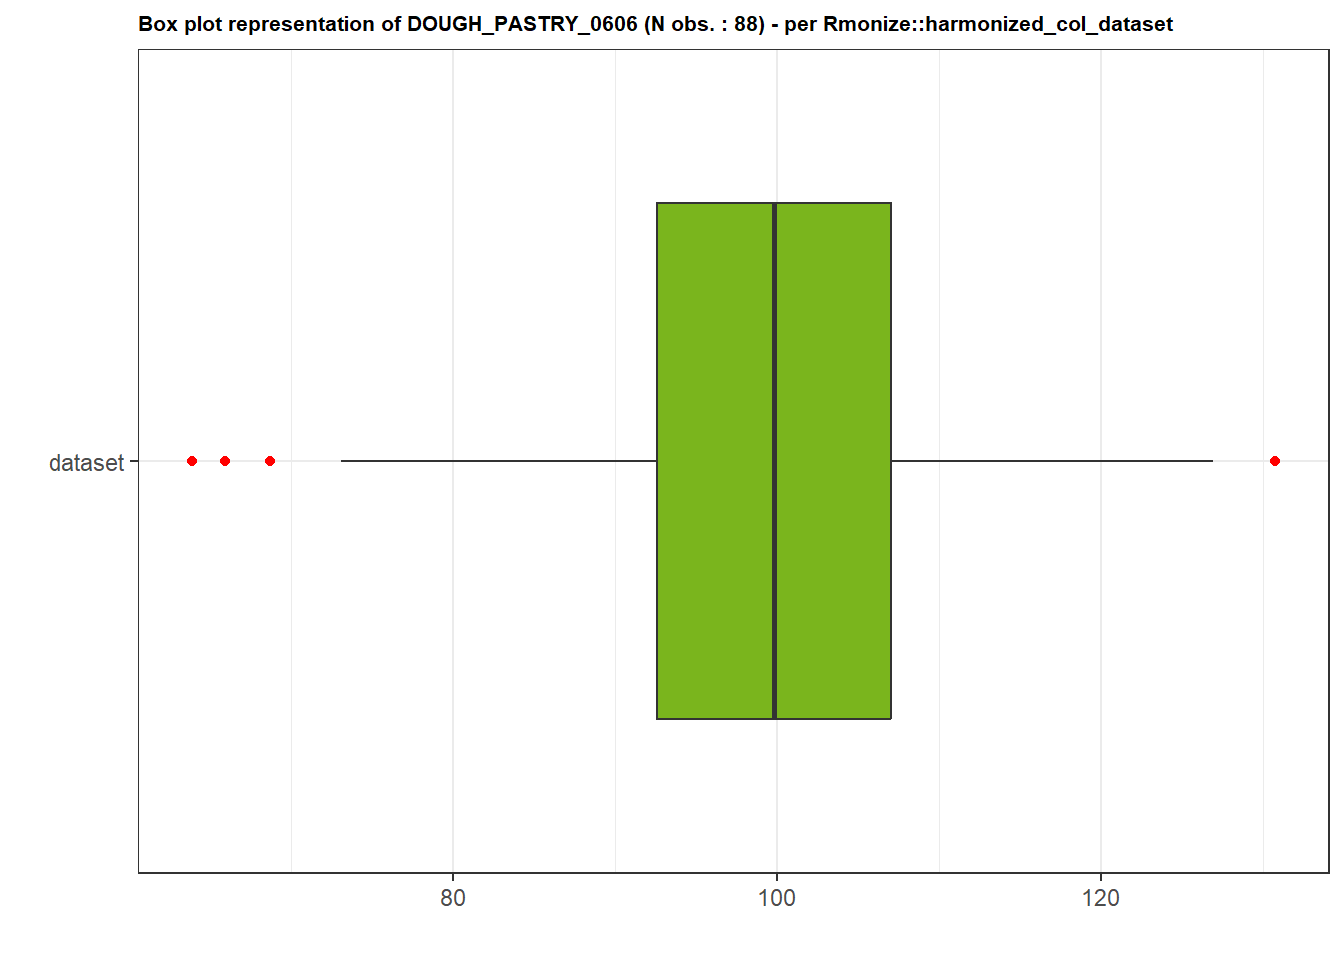 Box plot representation of DOUGH_PASTRY_0606 (N obs. : 88) - per Rmonize::harmonized_col_dataset
dataset
80 100 120